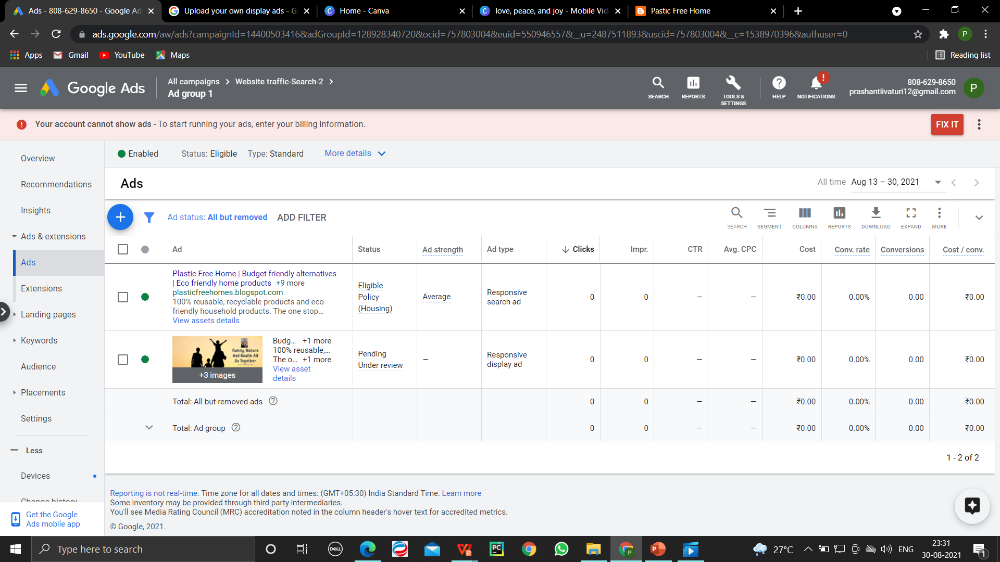 Ads - 808-629-8650 - Google Ads
Upload your own display ads - G
Home - Canva
love, peace, and joy - Mobile Vid
Pastic Free Home
ads.google.com/aw/ads?campaignId=14400503416&adGroupId=128928340720&ocid=757803004&euid=550946557&__u=2487511893&uscid=757803004&__c=1538970396&authuser=0
P
Apps
Gmail
YouTube
Maps
Reading list
Google Ads
All campaigns > Website traffic-Search-2 >
Ad group 1
SEARCH
REPORTS
TOOLS &
SETTINGS
HELP
NOTIFICATIONS
808-629-8650
prashantiivaturi12@gmail.com
P
Your account cannot show ads - To start running your ads, enter your billing information.
FIX IT
Overview
Recommendations
Insights
Ads & extensions
Ads
Extensions
Landing pages
Keywords
Audience
Placements
Settings
Less
Devices
Change history
Get the Google
Ads mobile app
Enabled
Status: Eligible
Type: Standard
More details
Ads
All time Aug 13 – 30, 2021
Ad status: All but removed
ADD FILTER
SEARCH
SEGMENT
COLUMNS
REPORTS
DOWNLOAD
EXPAND
MORE
Ad Status Ad strength Ad type Clicks Impr. CTR Avg. CPC Cost Conv. rate Conversions Cost / conv.
Plastic Free Home | Budget friendly alternatives
| Eco friendly home products +9 more
plasticfreehomes.blogspot.com
100% reusable, recyclable products and eco
friendly household products. The one stop...
View assets details
Eligible
Policy
(Housing)
Average
Responsive
search ad
0 0 – – ₹0.00 0.00% 0.00 ₹0.00
Family, Nature
And Health All
Go Together
+3 images
Budg... +1 more
100% reusable,...
The o... +1 more
View asset
details
Pending
Under review
–
Responsive
display ad
0 0 – – ₹0.00 0.00% 0.00 ₹0.00
Total: All but removed ads 0 0 – – ₹0.00 0.00% 0.00 ₹0.00
Total: Ad group 0 0 – – ₹0.00 0.00% 0.00 ₹0.00
1 - 2 of 2
Reporting is not real-time. Time zone for all dates and times: (GMT+05:30) India Standard Time. Learn more
Some inventory may be provided through third party intermediaries.
You'll see Media Rating Council (MRC) accreditation noted in the column header's hover text for accredited metrics.
© Google, 2021.
Type here to search
DELL
PC
27°C
ENG
23:31
30-08-2021
1